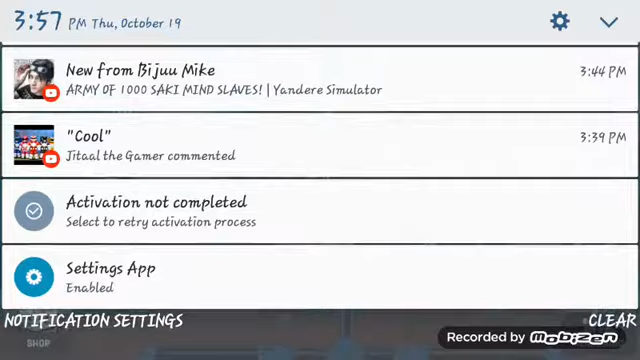 3:57 PM Thu, October 19
New from Bijuu Mike
3:44 PM
ARMY OF 1000 SAKI MIND SLAVES! | Yandere Simulator
"Cool"
3:39 PM
Jitaal the Gamer commented
Activation not completed
Select to retry activation process
Settings App
Enabled
NOTIFICATION SETTINGS
CLEAR
SHOP
Recorded by mobizen